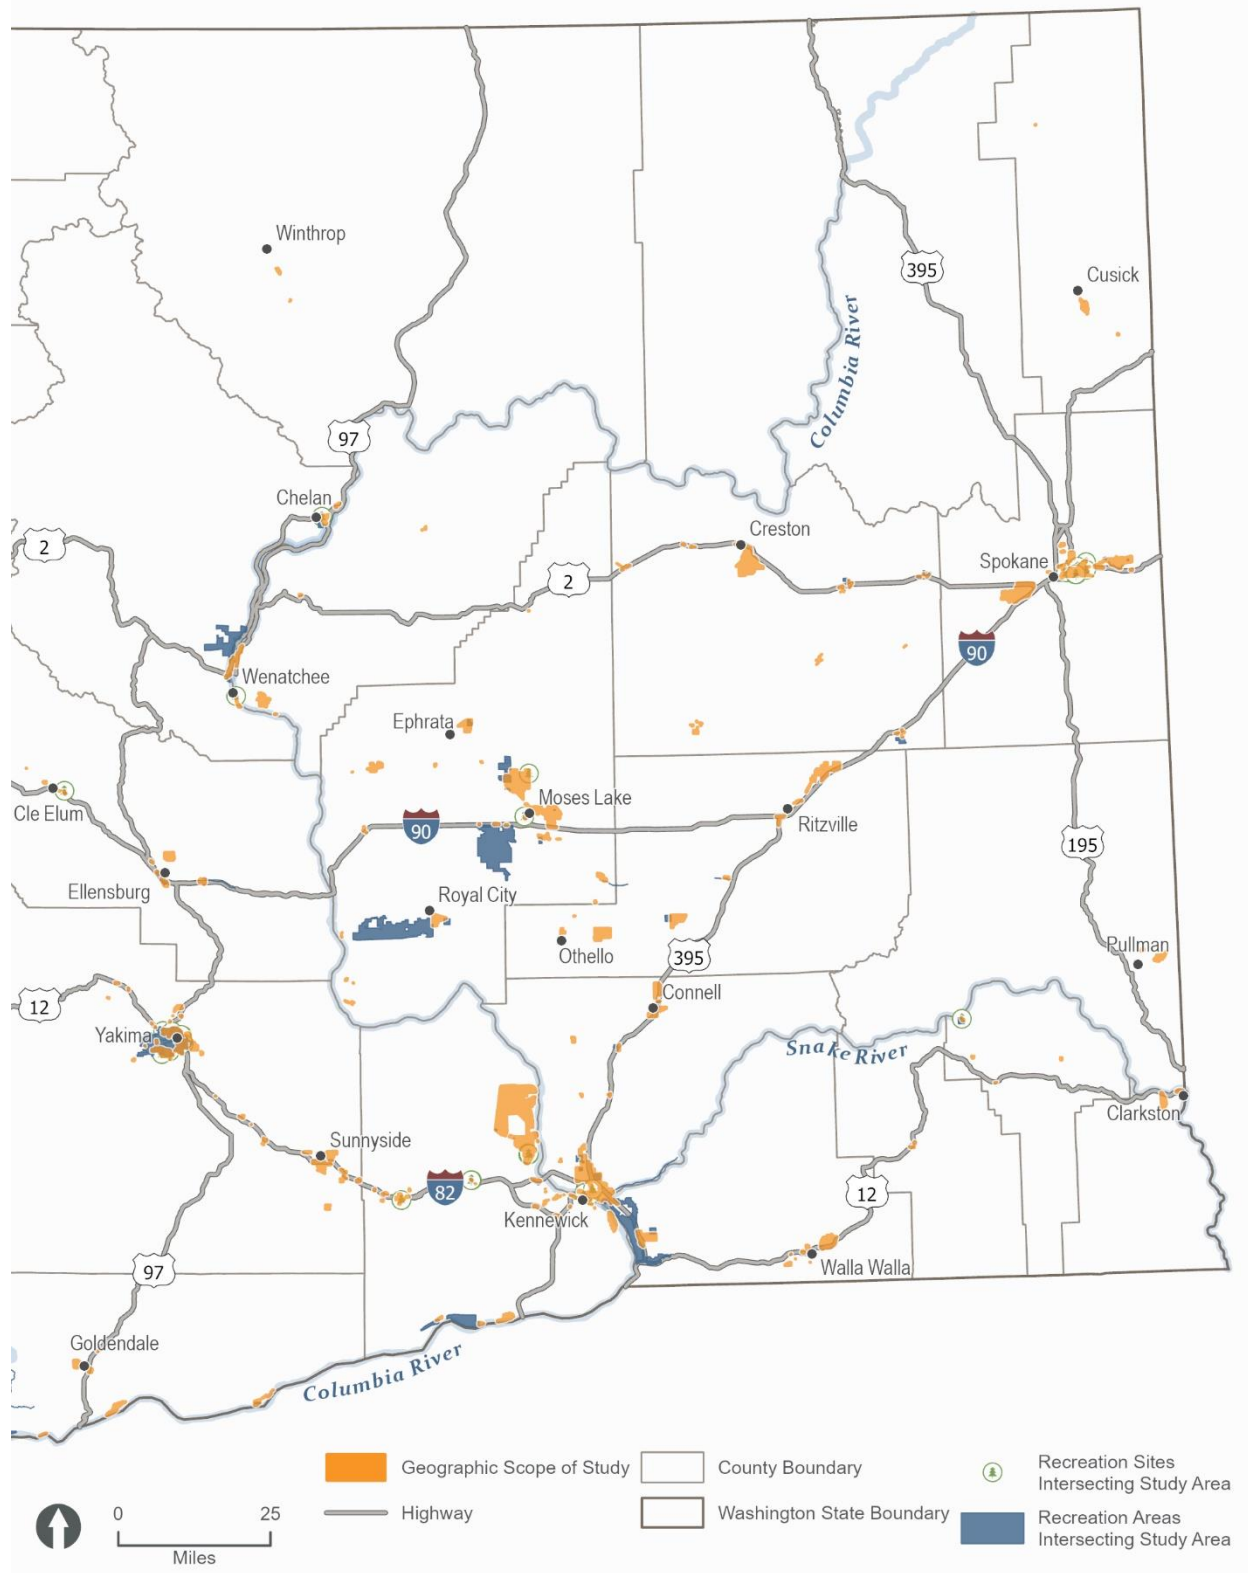 Winthrop
Cusick
395
Columbia River
97
Chelan
2
Creston
Spokane
2
90
Wenatchee
Ephrata
Moses Lake
Cle Elum
90
Ritzville
195
Ellensburg
Royal City
Othello
395
Pullman
Connell
12
Yakima
Snake River
Clarkston
Sunnyside
82
12
Kennewick
Walla Walla
97
Goldendale
Columbia River
Geographic Scope of Study
County Boundary
Recreation Sites
Intersecting Study Area
Highway
Washington State Boundary
Recreation Areas
Intersecting Study Area
0 25
Miles